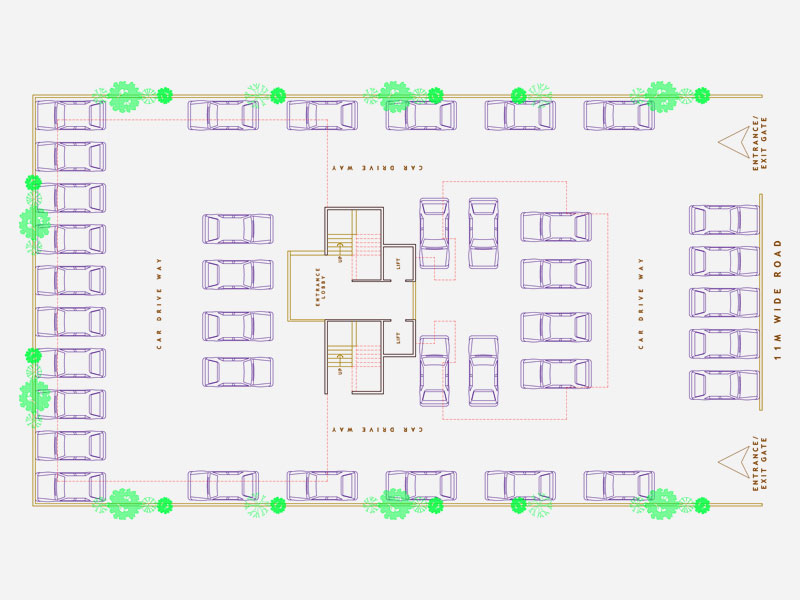 CAR DRIVE WAY
ENTRANCE/
EXIT GATE
UP
LIFT
ENTRANCE
LOBBY
CAR DRIVE WAY
CAR DRIVE WAY
11M WIDE ROAD
LIFT
UP
CAR DRIVE WAY
ENTRANCE/
EXIT GATE